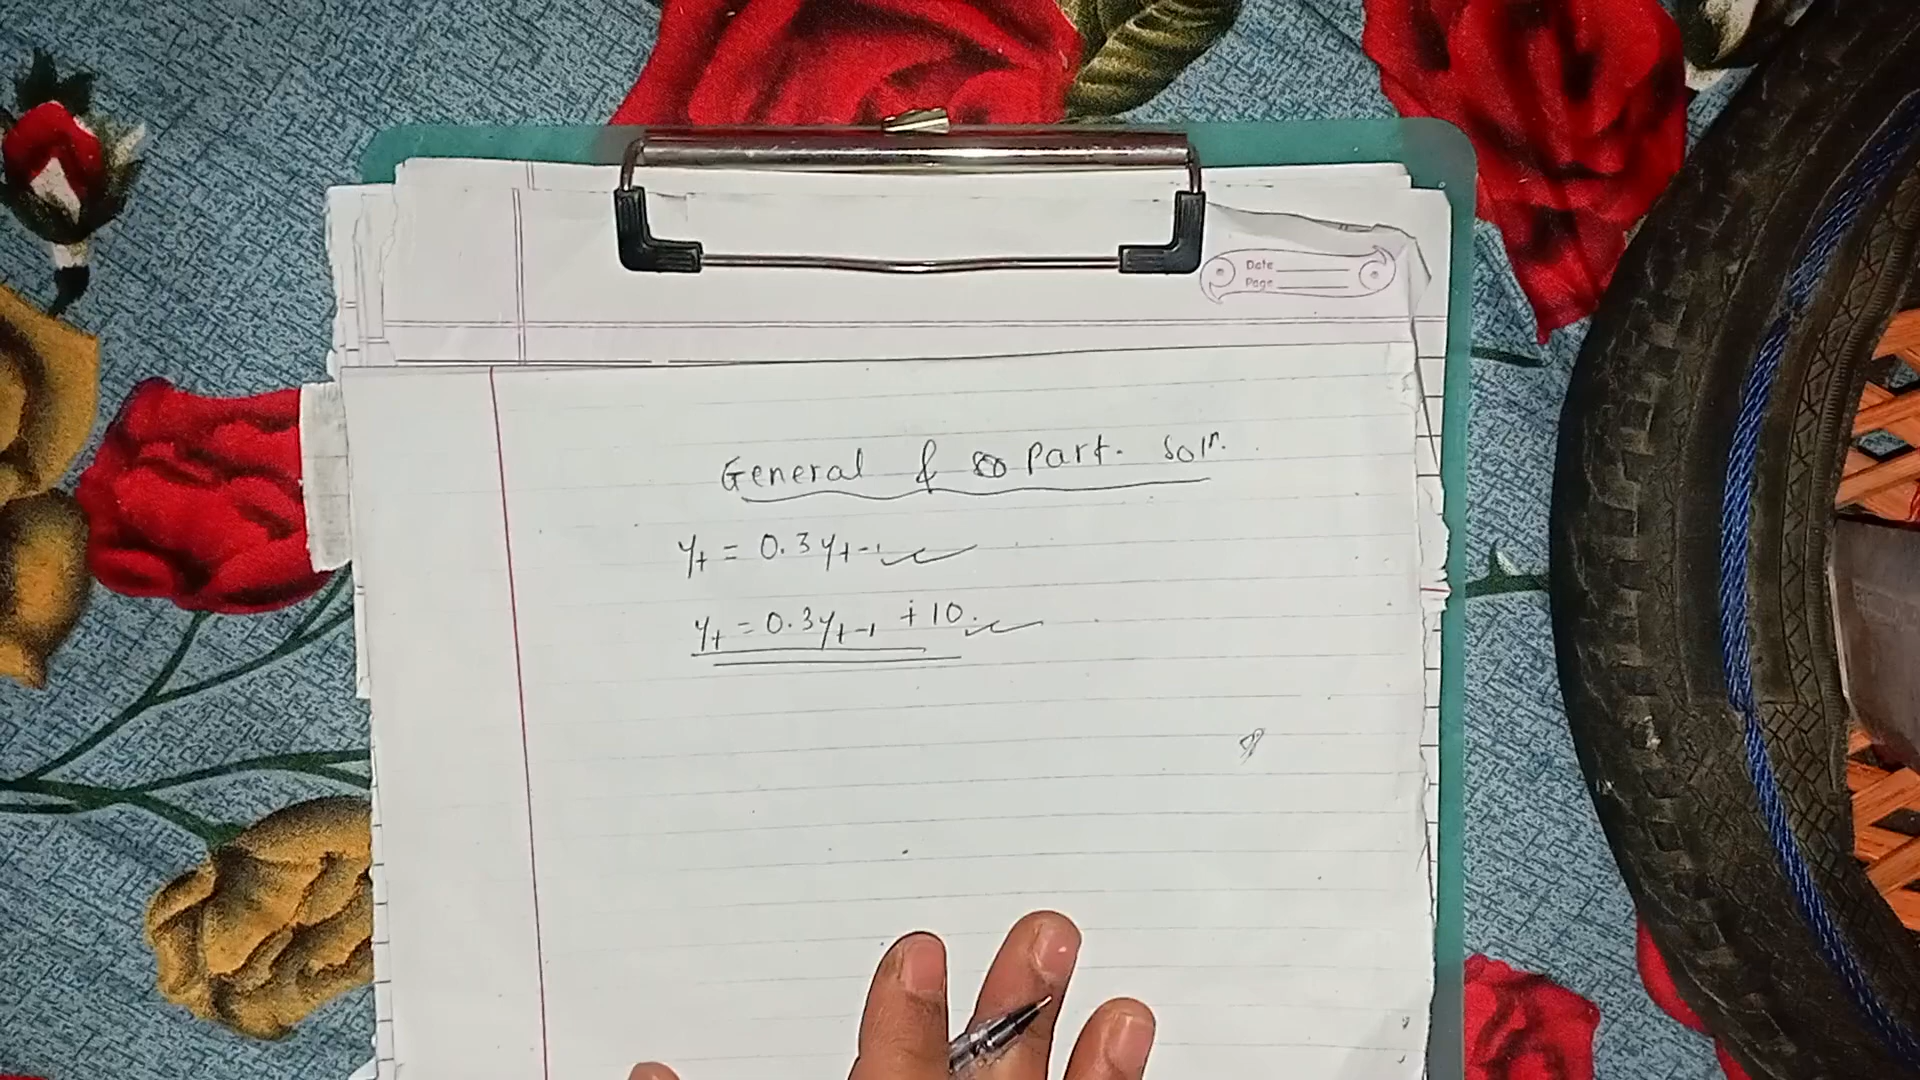 Date
Page
General & Part. Soln.
yt = 0.3yt-1
yt = 0.3yt-1 + 10.